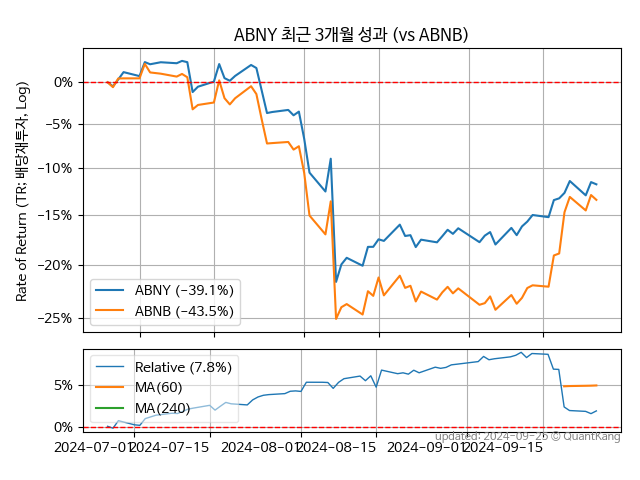 ABNY 최근 3개월 성과 (vs ABNB)
Rate of Return (TR; 배당재투자, Log)
0%
−5%
−10%
−15%
−20%
−25%
ABNY (−39.1%)
ABNB (−43.5%)
5%
0%
Relative (7.8%)
MA(60)
MA(240)
2024-07-01 2024-07-15 2024-08-01 2024-08-15 2024-09-01 2024-09-15
updated: 2024-09-25 © QuantKang